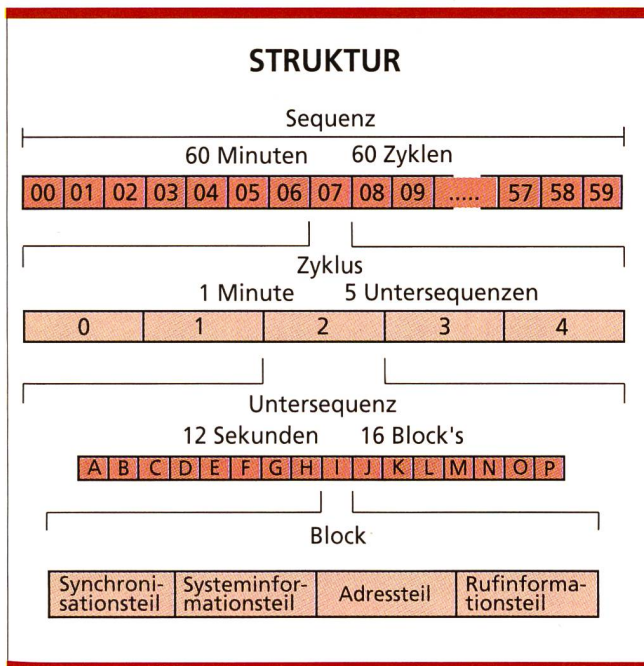 STRUKTUR
Sequenz
60 Minuten 60 Zyklen
00 01 02 03 04 05 06 07 08 09 ..... 57 58 59
Zyklus
1 Minute 5 Untersequenzen
0 1 2 3 4
Untersequenz
12 Sekunden 16 Block's
A B C D E F G H I J K L M N O P
Block
Synchroni- Systeminfor- Adressteil Rufinforma-
sationsteil mationsteil tionsteil